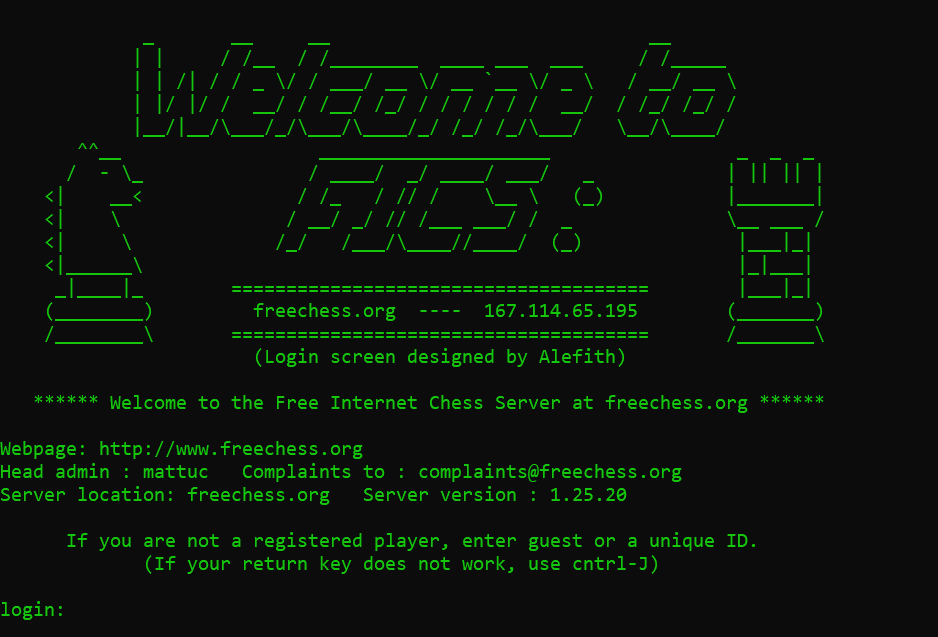 Welcome to
FICS :
=====================================
freechess.org ---- 167.114.65.195
=====================================
(Login screen designed by Alefith)
****** Welcome to the Free Internet Chess Server at freechess.org ******
Webpage: http://www.freechess.org
Head admin : mattuc Complaints to : complaints@freechess.org
Server location: freechess.org Server version : 1.25.20
If you are not a registered player, enter guest or a unique ID.
(If your return key does not work, use cntrl-J)
login: